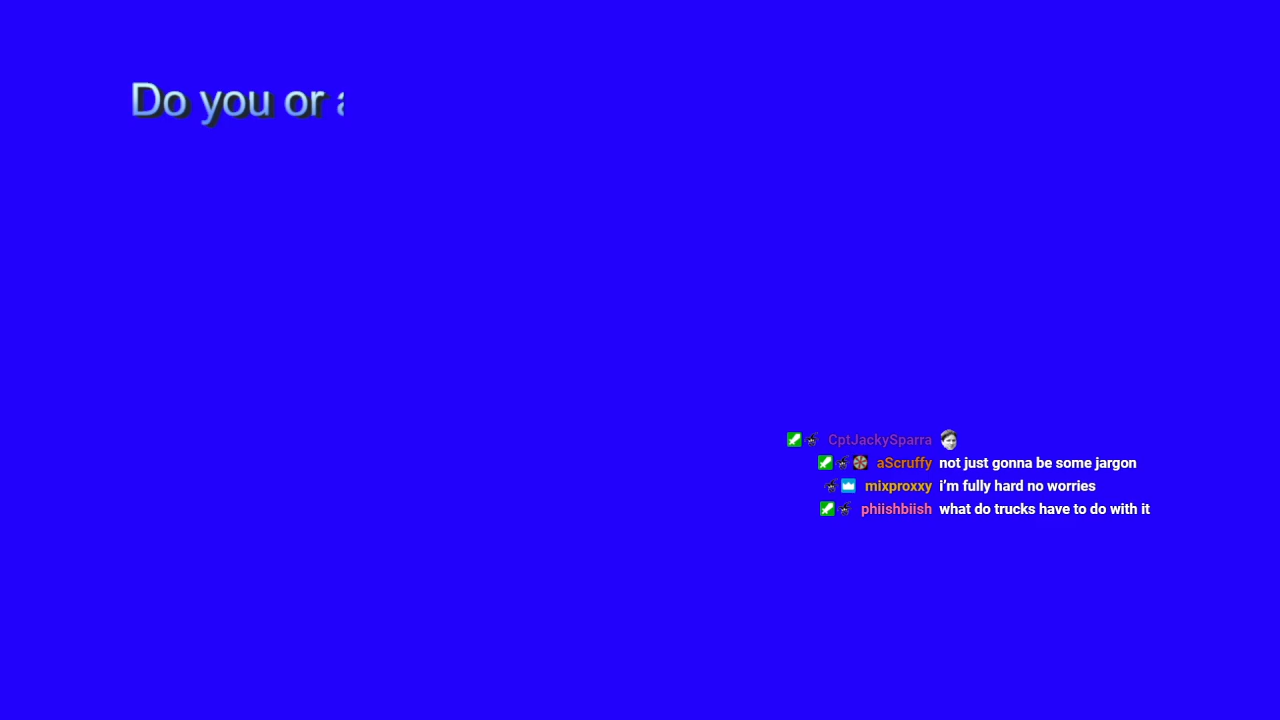 Do you or a
CptJackySparra
aScruffy not just gonna be some jargon
mixproxxy i'm fully hard no worries
phiishbiish what do trucks have to do with it